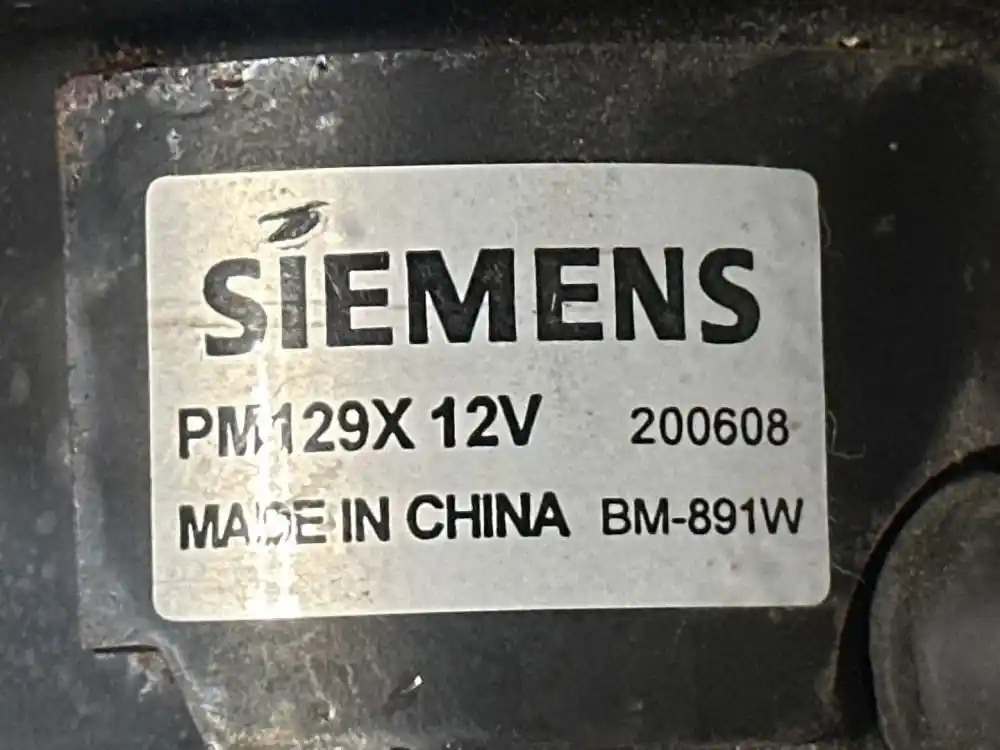 SIEMENS
PM129X 12V 200608
MADE IN CHINA BM-891W